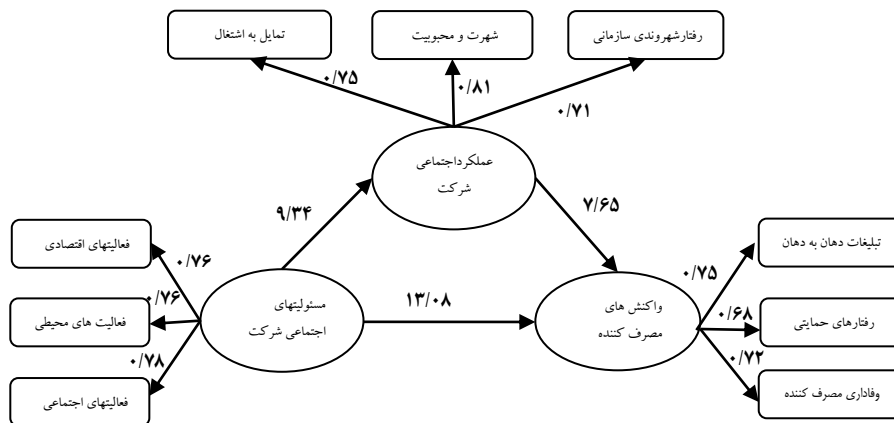 رفتارشهروندی سازمانی
شهرت و محبوبیت
تمایل به اشتغال
۰/۷۱
۰/۸۱
۰/۷۵
عملکرداجتماعی
شرکت
۷/۶۵
۹/۳۴
تبلیغات دهان به دهان
رفتارهای حمایتی
وفاداری مصرف کننده
۰/۷۵
۰/۶۸
۰/۷۲
واکنش های
مصرف کننده
۱۳/۰۸
مسئولیتهای
اجتماعی شرکت
۰/۷۶
۰/۷۶
۰/۷۸
فعالیتهای اقتصادی
فعالیت های محیطی
فعالیتهای اجتماعی